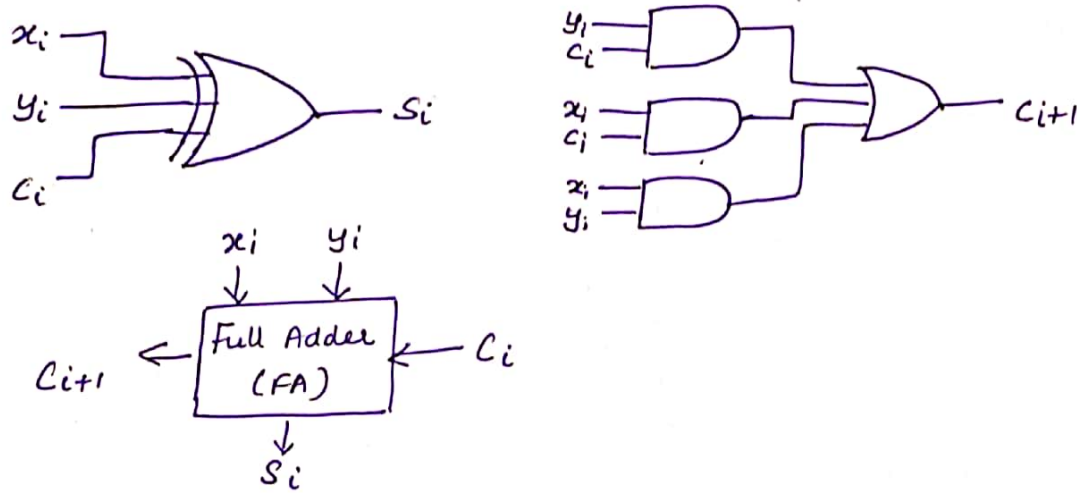 xi
yi
Ci
Si
yi
Ci
xi
Ci
xi
yi
Ci+1
xi yi
Full Adder
(FA)
Ci+1
Ci
Si